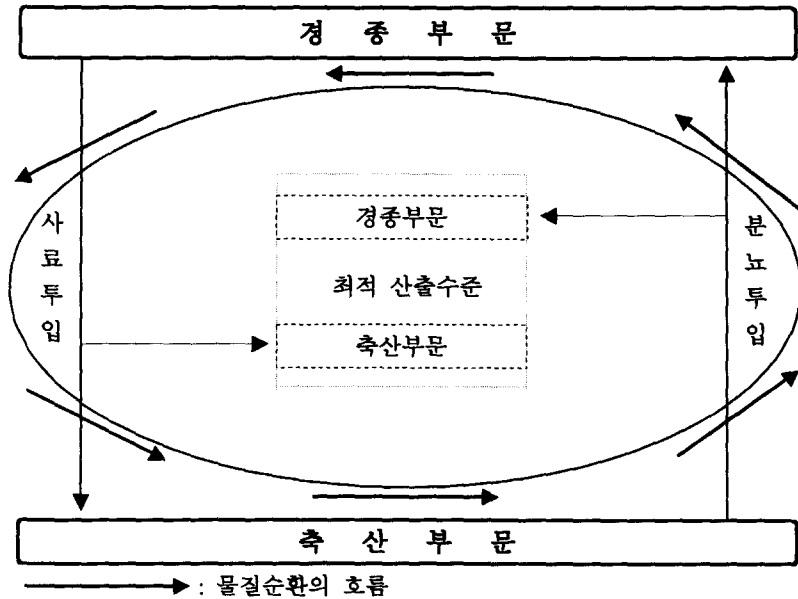 경 종 부 문
사료투입
경종부문
최적 산출수준
축산부문
분뇨투입
축 산 부 문
: 물질순환의 흐름